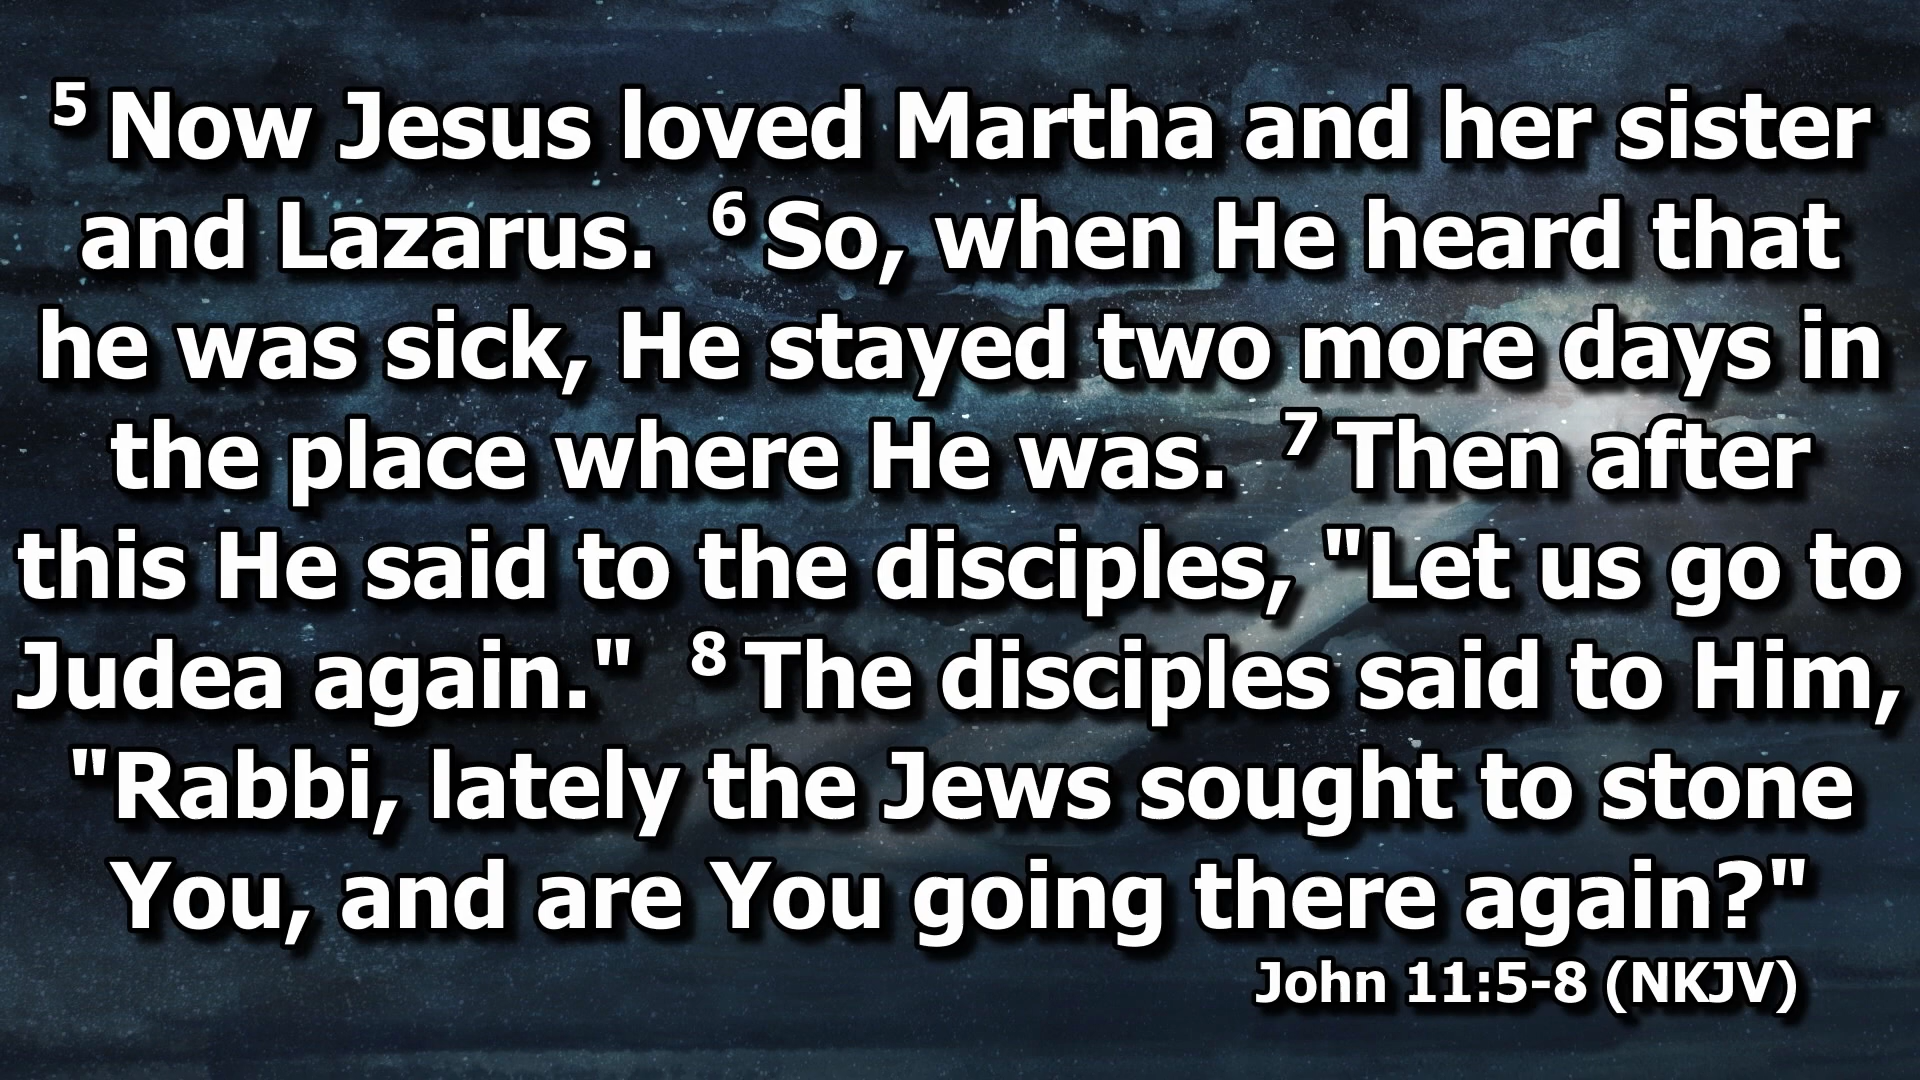 ⁵ Now Jesus loved Martha and her sister
and Lazarus. ⁶ So, when He heard that
he was sick, He stayed two more days in
the place where He was. ⁷ Then after
this He said to the disciples, "Let us go to
Judea again." ⁸ The disciples said to Him,
"Rabbi, lately the Jews sought to stone
You, and are You going there again?"
John 11:5-8 (NKJV)